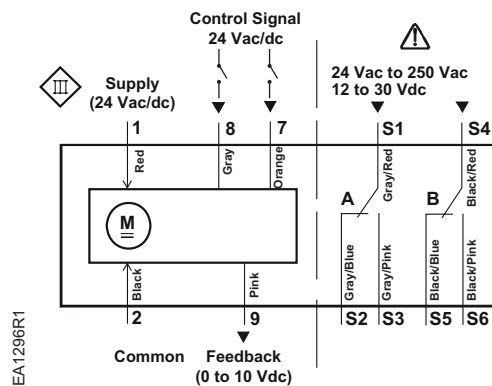 Control Signal
24 Vac/dc
III
Supply
(24 Vac/dc)
24 Vac to 250 Vac
12 to 30 Vdc
1
8
7
S1
S4
Red
Gray
Orange
Gray/Red
Black/Red
A
B
M
Gray/Blue
Gray/Pink
Black/Blue
Black/Pink
Black
Pink
2
9
S2
S3
S5
S6
Common
Feedback
(0 to 10 Vdc)
EA1296R1